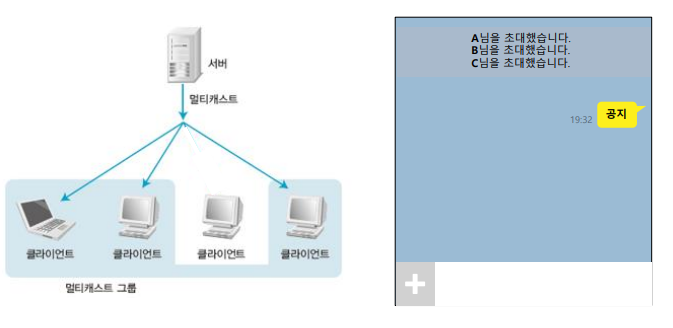 서버
멀티캐스트
클라이언트
클라이언트
클라이언트
클라이언트
멀티캐스트 그룹
A님을 초대했습니다.
B님을 초대했습니다.
C님을 초대했습니다.
공지
19:32